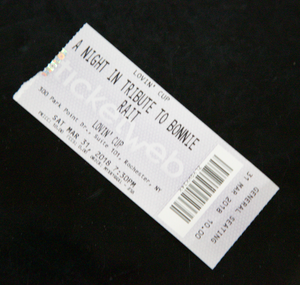 LOVIN' CUP
A NIGHT IN TRIBUTE TO BONNIE
RAIT
300 Park Point Dr., Suite 101, Rochester, NY
LOVIN' CUP
SAT MAR 31, 2018 7:30PM
ticketweb
GENERAL SEATING
31 MAR 2018 10.00